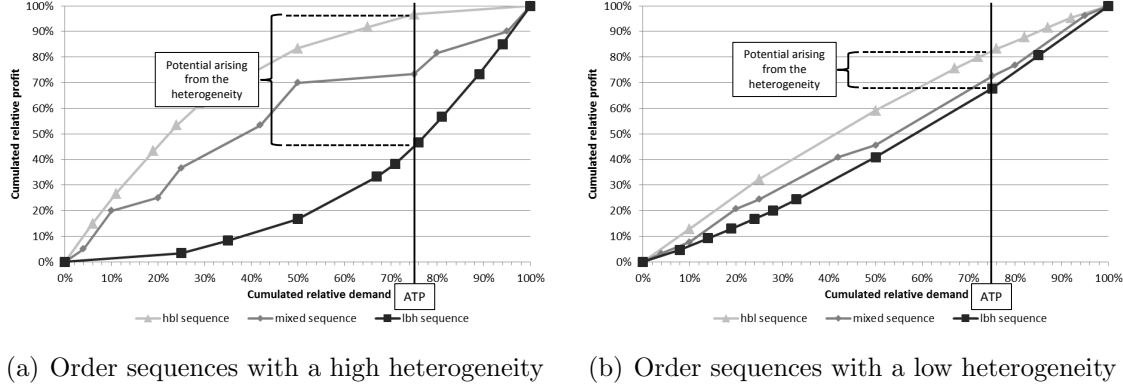 100%
90%
80%
70%
60%
50%
40%
30%
20%
10%
0%
Cumulated relative profit
Potential arising
from the
heterogeneity
0% 10% 20% 30% 40% 50% 60% 70% 80% 90% 100%
Cumulated relative demand
ATP
hbl sequence mixed sequence lbh sequence
(a) Order sequences with a high heterogeneity
100%
90%
80%
70%
60%
50%
40%
30%
20%
10%
0%
Cumulated relative profit
Potential arising
from the
heterogeneity
0% 10% 20% 30% 40% 50% 60% 70% 80% 90% 100%
Cumulated relative demand
ATP
hbl sequence mixed sequence lbh sequence
(b) Order sequences with a low heterogeneity